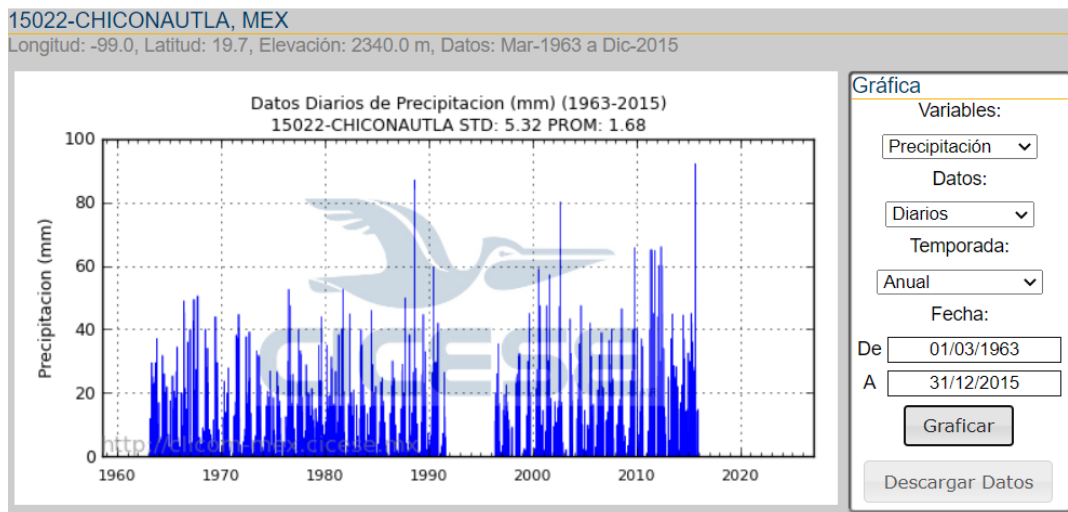 15022-CHICONAUTLA, MEX
Longitud: -99.0, Latitud: 19.7, Elevación: 2340.0 m, Datos: Mar-1963 a Dic-2015
Datos Diarios de Precipitacion (mm) (1963-2015)
15022-CHICONAUTLA STD: 5.32 PROM: 1.68
Precipitacion (mm)
100
80
60
40
20
0
1960 1970 1980 1990 2000 2010 2020
CICESE
http://clicom-mex.cicese.mx
Gráfica
Variables:
Precipitación
Datos:
Diarios
Temporada:
Anual
Fecha:
De 01/03/1963
A 31/12/2015
Graficar
Descargar Datos